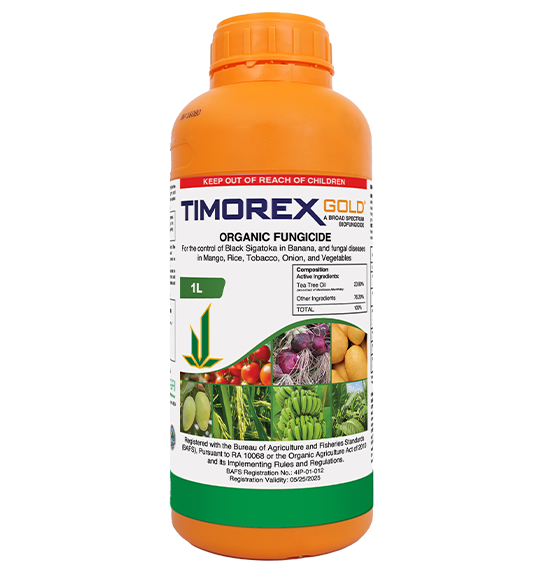 KEEP OUT OF REACH OF CHILDREN
TIMOREX GOLD
A BROAD SPECTRUM
BIOFUNGICIDE
ORGANIC FUNGICIDE
For the control of Black Sigatoka in Banana, and fungal diseases
in Mango, Rice, Tobacco, Onion, and Vegetables
Composition
Active Ingredients:
Tea Tree Oil
Other Ingredients
TOTAL 100%
1L
Registered with the Bureau of Agriculture and Fisheries Standards
(BAFS), Pursuant to RA 10068 or the Organic Agriculture Act of
and its Implementing Rules and Regulations.
BAFS Registration No.: 4IP-01-012
Registration Validity: 05/25/2025